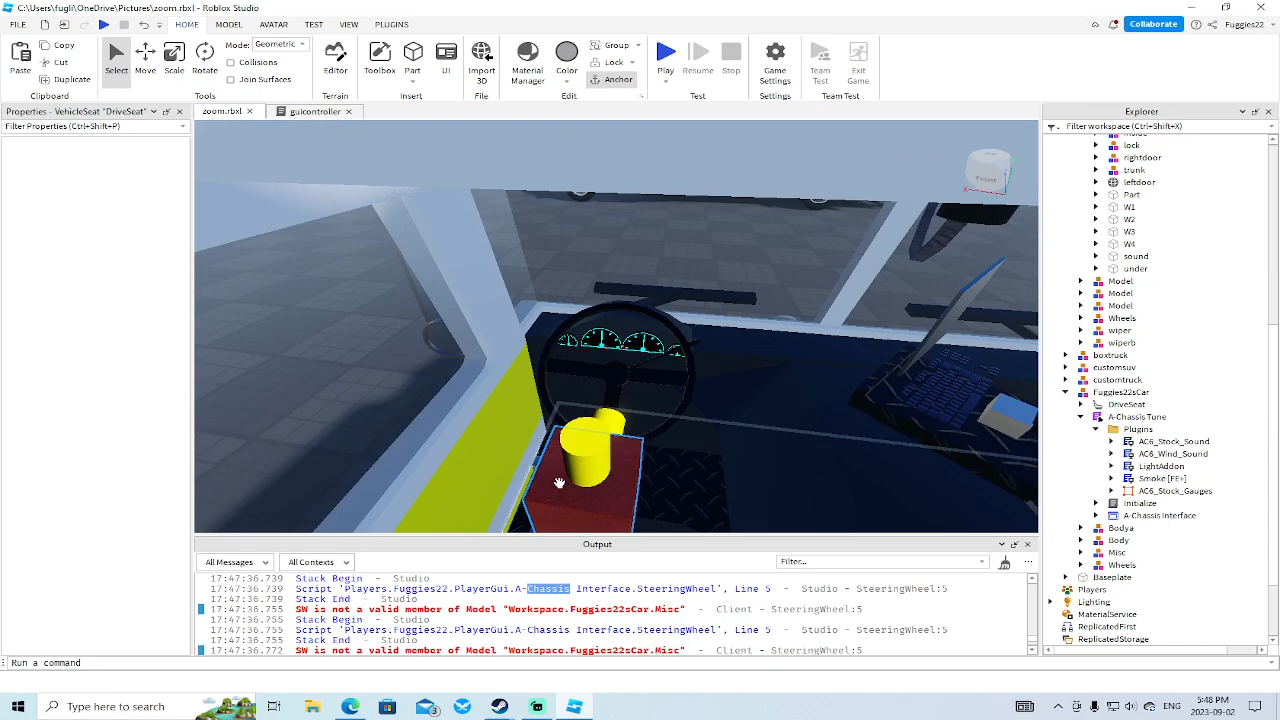 C:\Users\fugli\OneDrive\Pictures\zoom.rbxl - Roblox Studio
FILE HOME MODEL AVATAR TEST VIEW PLUGINS Collaborate Fuggies22
Paste Copy Cut Duplicate Clipboard
Select Move Scale Rotate Mode: Geometric Collisions Join Surfaces Tools
Editor Terrain
Toolbox Part UI Insert
Import 3D File
Material Manager Color Group Lock Anchor Edit
Play Resume Stop Test
Game Settings Settings
Team Test Exit Game Team Test
Properties - VehicleSeat "DriveSeat"
Filter Properties (Ctrl+Shift+P)
zoom.rbxl guicontroller
Front
X
Explorer
Filter workspace (Ctrl+Shift+X)
lock
rightdoor
trunk
leftdoor
Part
W1
W2
W3
W4
sound
under
Model
Model
Model
Wheels
wiper
wiperb
boxtruck
customsuv
customtruck
Fuggies22sCar
DriveSeat
A-Chassis Tune
Plugins
AC6_Stock_Sound
AC6_Wind_Sound
LightAddon
Smoke [FE+]
AC6_Stock_Gauges
Initialize
A-Chassis Interface
Bodya
Body
Misc
Wheels
Baseplate
Players
Lighting
MaterialService
ReplicatedFirst
ReplicatedStorage
Output
All Messages All Contexts Filter...
17:47:36.739 Stack Begin - Studio
17:47:36.739 Script 'Players.Fuggies22.PlayerGui.A-Chassis Interface.SteeringWheel', Line 5 - Studio - SteeringWheel:5
17:47:36.739 Stack End - Studio
17:47:36.755 SW is not a valid member of Model "Workspace.Fuggies22sCar.Misc" - Client - SteeringWheel:5
17:47:36.755 Stack Begin - Studio
17:47:36.755 Script 'Players.Fuggies22.PlayerGui.A-Chassis Interface.SteeringWheel', Line 5 - Studio - SteeringWheel:5
17:47:36.755 Stack End - Studio
17:47:36.772 SW is not a valid member of Model "Workspace.Fuggies22sCar.Misc" - Client - SteeringWheel:5
Run a command
Type here to search
3
ENG
5:48 PM
2023-09-02